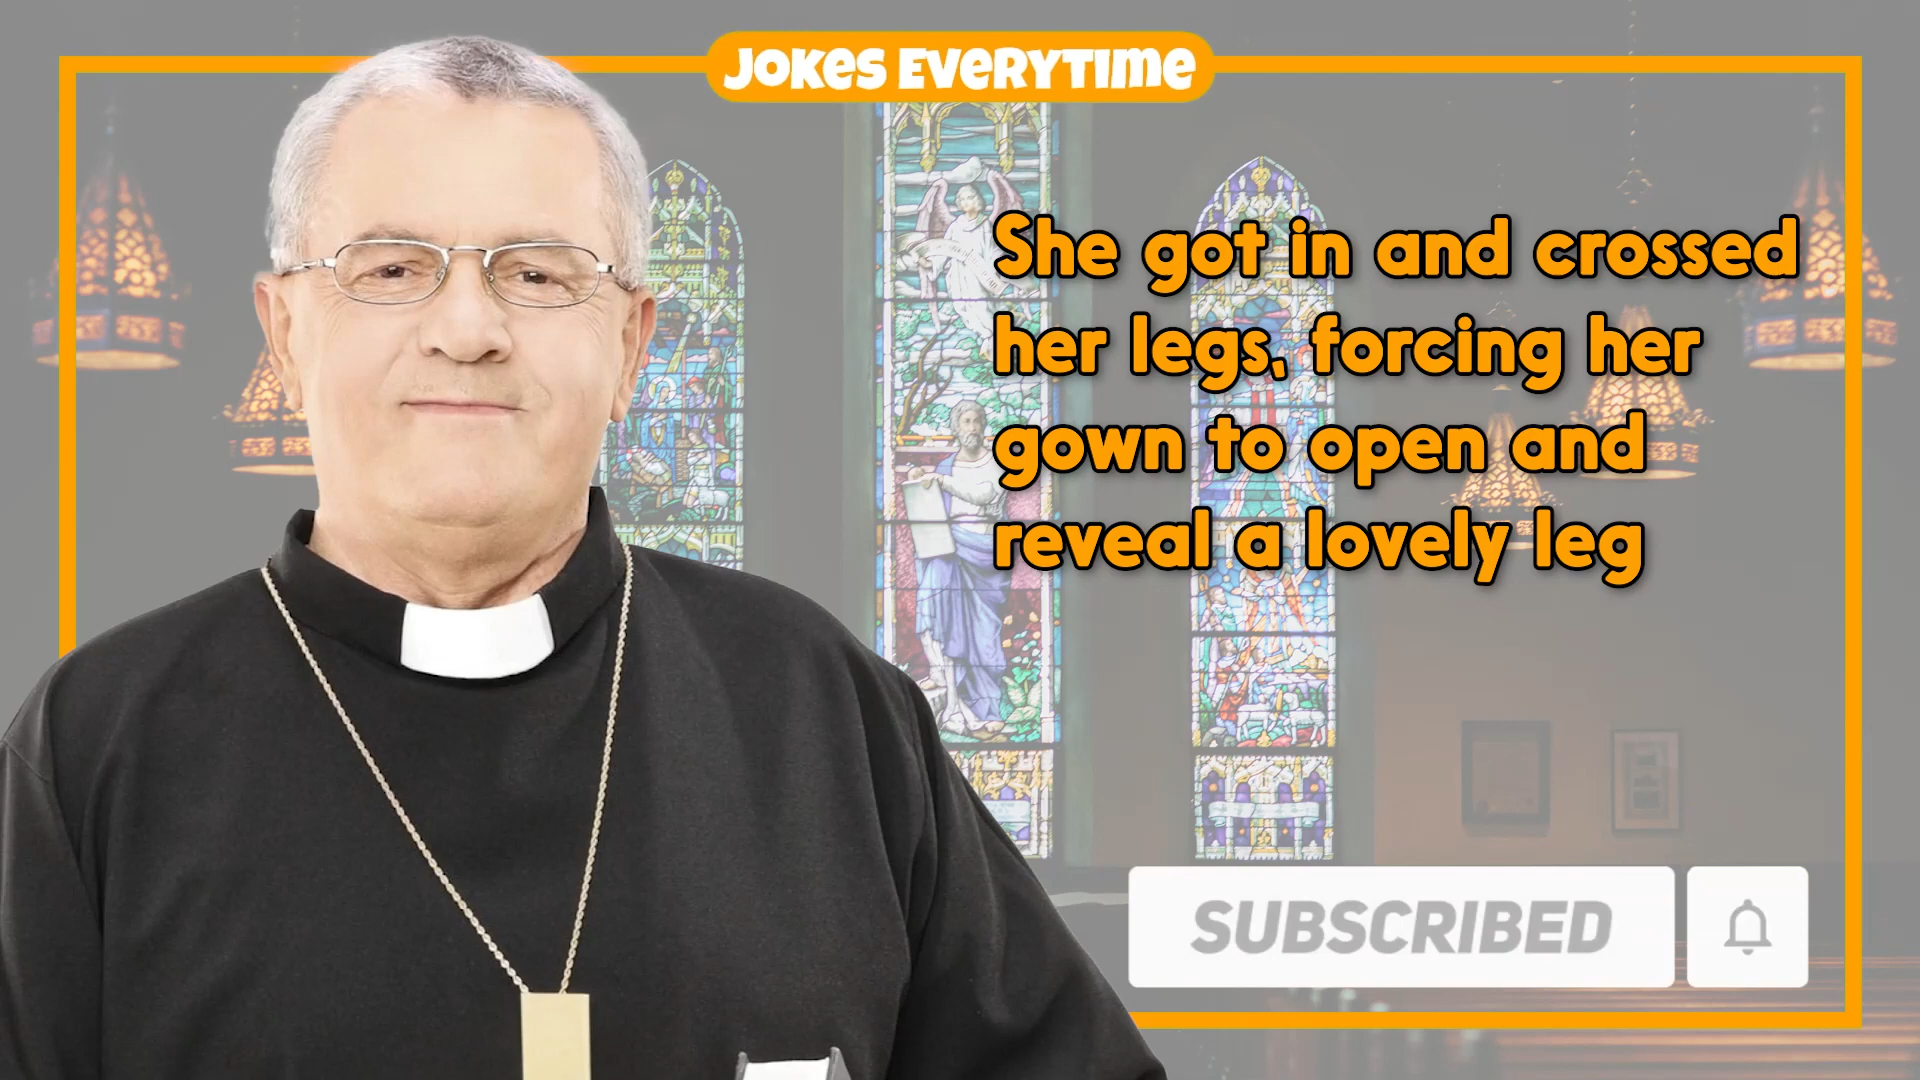 JOKES EVERYTIME
She got in and crossed
her legs, forcing her
gown to open and
reveal a lovely leg
SUBSCRIBED